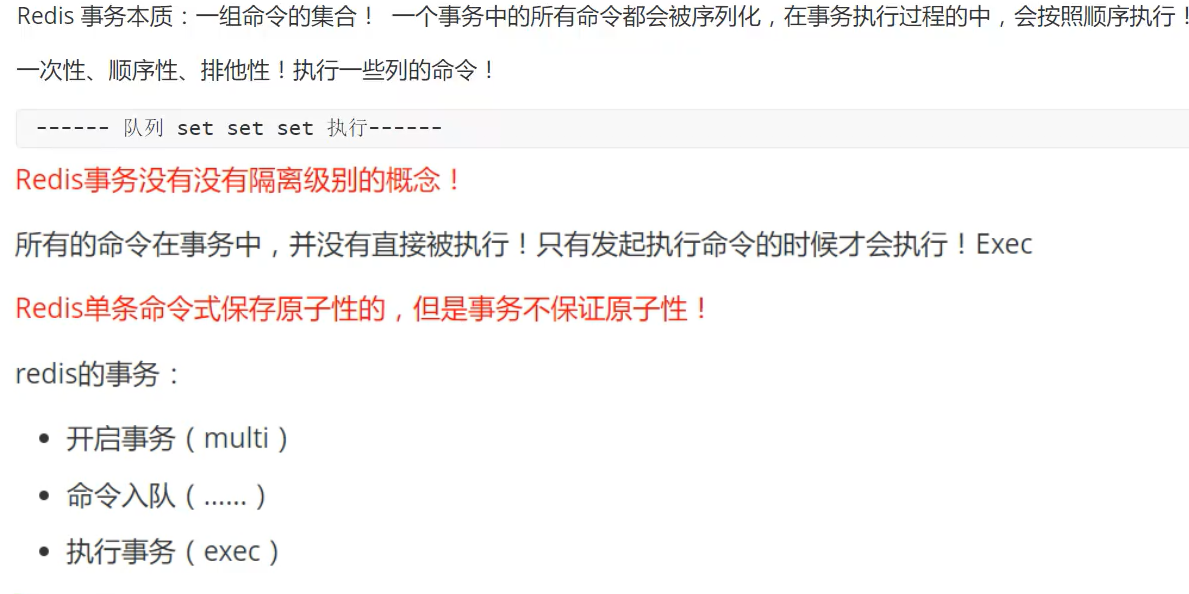 Redis 事务本质：一组命令的集合！ 一个事务中的所有命令都会被序列化，在事务执行过程的中，会按照顺序执行！
一次性、顺序性、排他性！执行一些列的命令！
------ 队列 set set set 执行------
Redis事务没有没有隔离级别的概念！
所有的命令在事务中，并没有直接被执行！只有发起执行命令的时候才会执行！Exec
Redis单条命令式保存原子性的，但是事务不保证原子性！
redis的事务：
• 开启事务（multi）
• 命令入队（......）
• 执行事务（exec）